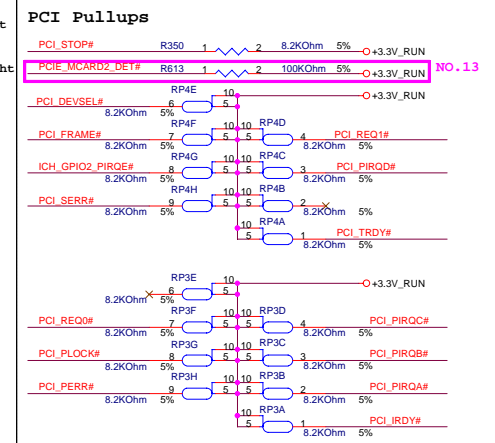 t
PCI Pullups
PCI_STOP# R350 1 2 8.2KOhm 5% +3.3V_RUN
ht
PCIE_MCARD2_DET# R613 1 2 100KOhm 5% +3.3V_RUN NO.13
RP4E 10 +3.3V_RUN
PCI_DEVSEL# 6 5
8.2KOhm 5%
RP4F 10 10 RP4D
PCI_FRAME# 7 5 5 4 PCI_REQ1#
8.2KOhm 5% 8.2KOhm 5%
RP4G 10 10 RP4C
ICH_GPIO2_PIRQE# 8 5 5 3 PCI_PIRQD#
8.2KOhm 5% 8.2KOhm 5%
RP4H 10 10 RP4B
PCI_SERR# 9 5 5 2
8.2KOhm 5% 8.2KOhm 5%
10 RP4A
5 1 PCI_TRDY#
8.2KOhm 5%
RP3E 10 +3.3V_RUN
6 5
8.2KOhm 5%
RP3F 10 10 RP3D
PCI_REQ0# 7 5 5 4 PCI_PIRQC#
8.2KOhm 5% 8.2KOhm 5%
RP3G 10 10 RP3C
PCI_PLOCK# 8 5 5 3 PCI_PIRQB#
8.2KOhm 5% 8.2KOhm 5%
RP3H 10 10 RP3B
PCI_PERR# 9 5 5 2 PCI_PIRQA#
8.2KOhm 5% 8.2KOhm 5%
10 RP3A
5 1 PCI_IRDY#
8.2KOhm 5%